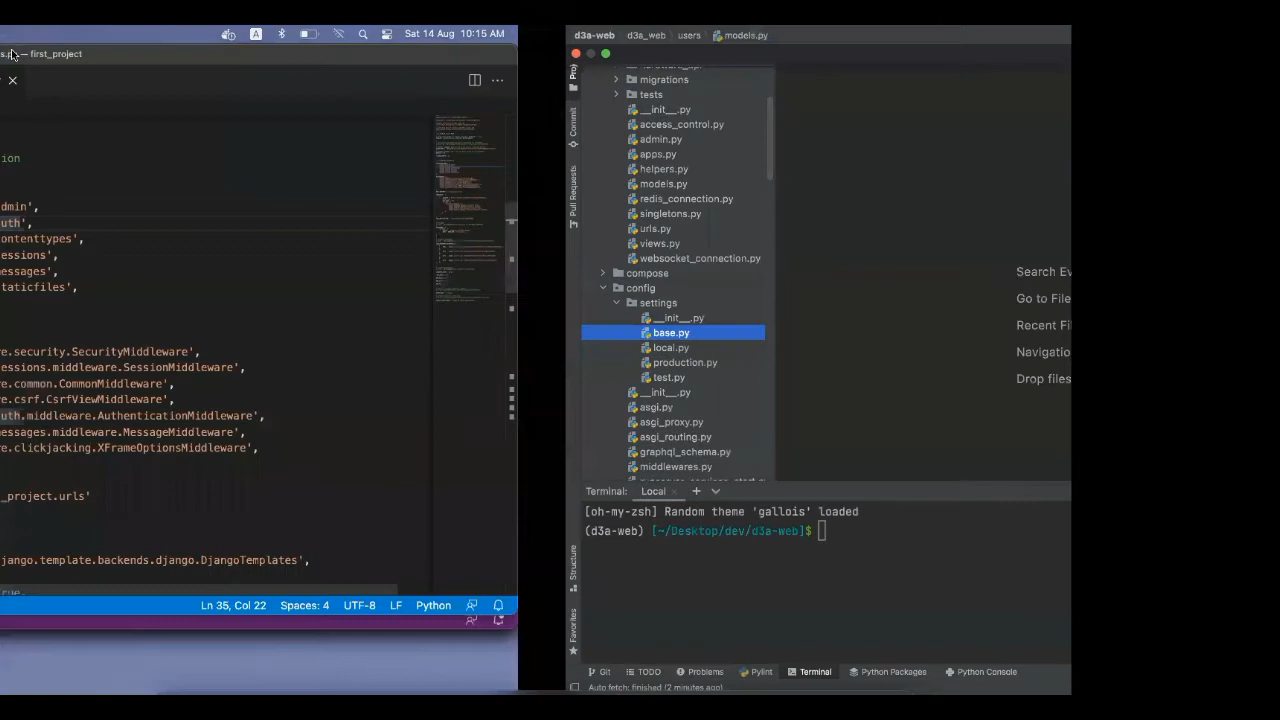 Sat 14 Aug 10:15 AM
— first_project
ion
dmin',
uth',
ontenttypes',
essions',
essages',
taticfiles',
e.security.SecurityMiddleware',
essions.middleware.SessionMiddleware',
e.common.CommonMiddleware',
e.csrf.CsrfViewMiddleware',
uth.middleware.AuthenticationMiddleware',
essages.middleware.MessageMiddleware',
e.clickjacking.XFrameOptionsMiddleware',
_project.urls'
jango.template.backends.django.DjangoTemplates',
rue,
Ln 35, Col 22 Spaces: 4 UTF-8 LF Python
d3a-web d3a_web users models.py
Proj
Commit
Pull Requests
migrations
tests
__init__.py
access_control.py
admin.py
apps.py
helpers.py
models.py
redis_connection.py
singletons.py
urls.py
views.py
websocket_connection.py
compose
config
settings
__init__.py
base.py
local.py
production.py
test.py
__init__.py
asgi.py
asgi_proxy.py
asgi_routing.py
graphql_schema.py
middlewares.py
Search Ev
Go to File
Recent Fi
Navigatio
Drop files
Terminal: Local
[oh-my-zsh] Random theme 'gallois' loaded
(d3a-web) [~/Desktop/dev/d3a-web]$
Structure
Favorites
Git TODO Problems Pylint Terminal Python Packages Python Console
Auto fetch: finished (2 minutes ago)